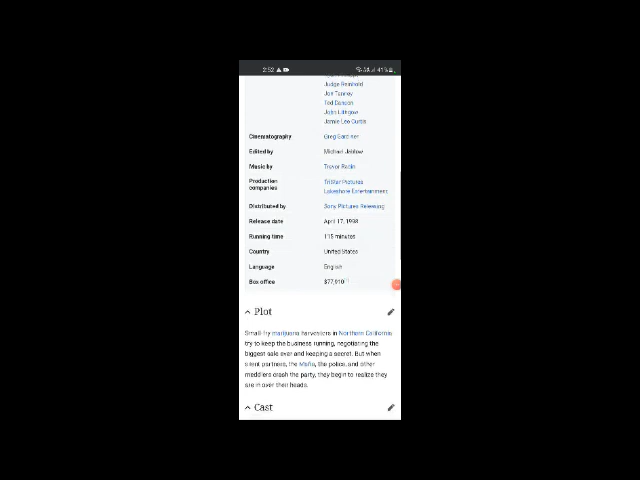 2:52
41%
Judge Reinhold
Jon Tenney
Ted Danson
John Lithgow
Jamie Lee Curtis
Cinematography Greg Gardiner
Edited by Michael Jablow
Music by Trevor Rabin
Production companies TriStar Pictures
Lakeshore Entertainment
Distributed by Sony Pictures Releasing
Release date April 17, 1998
Running time 115 minutes
Country United States
Language English
Box office $77,910
Plot
Small-fry marijuana harvesters in Northern California
try to keep the business running, negotiating the
biggest sale ever and keeping a secret. But when
silent partners, the Mafia, the police, and other
meddlers crash the party, they begin to realize they
are in over their heads.
Cast